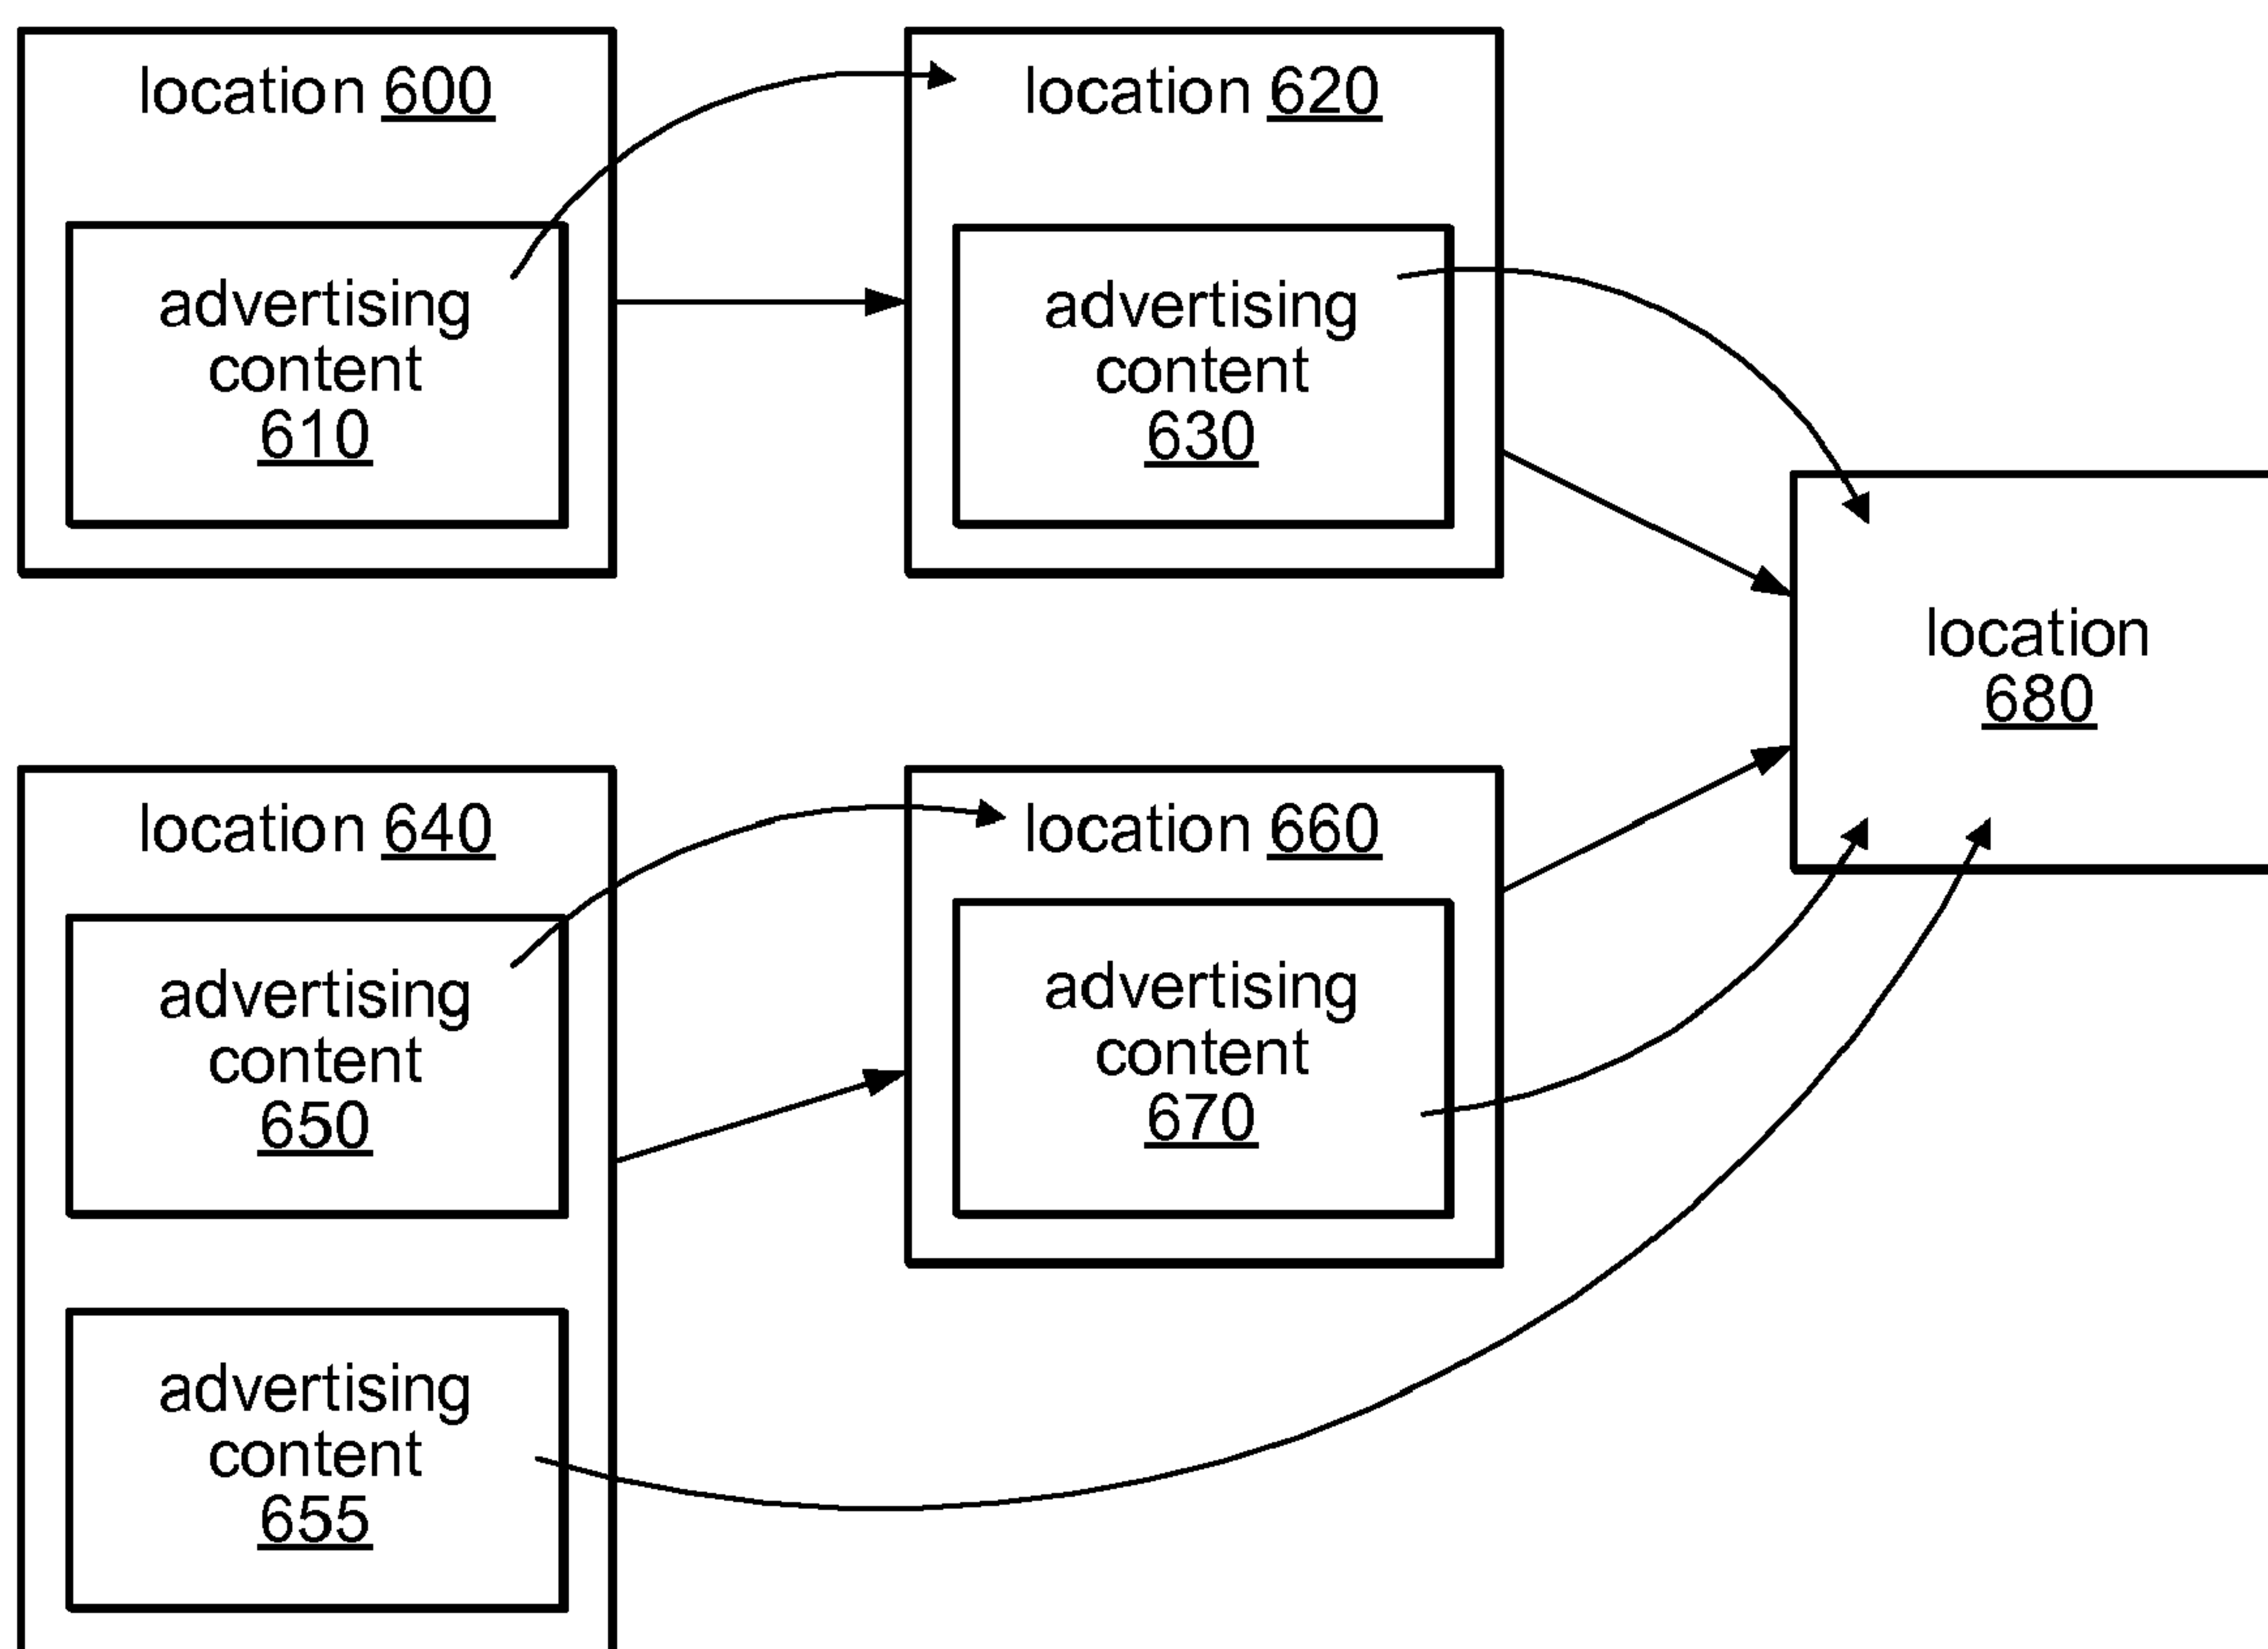 location 600
advertising
content
610
location 620
advertising
content
630
location
680
location 640
advertising
content
650
advertising
content
655
location 660
advertising
content
670